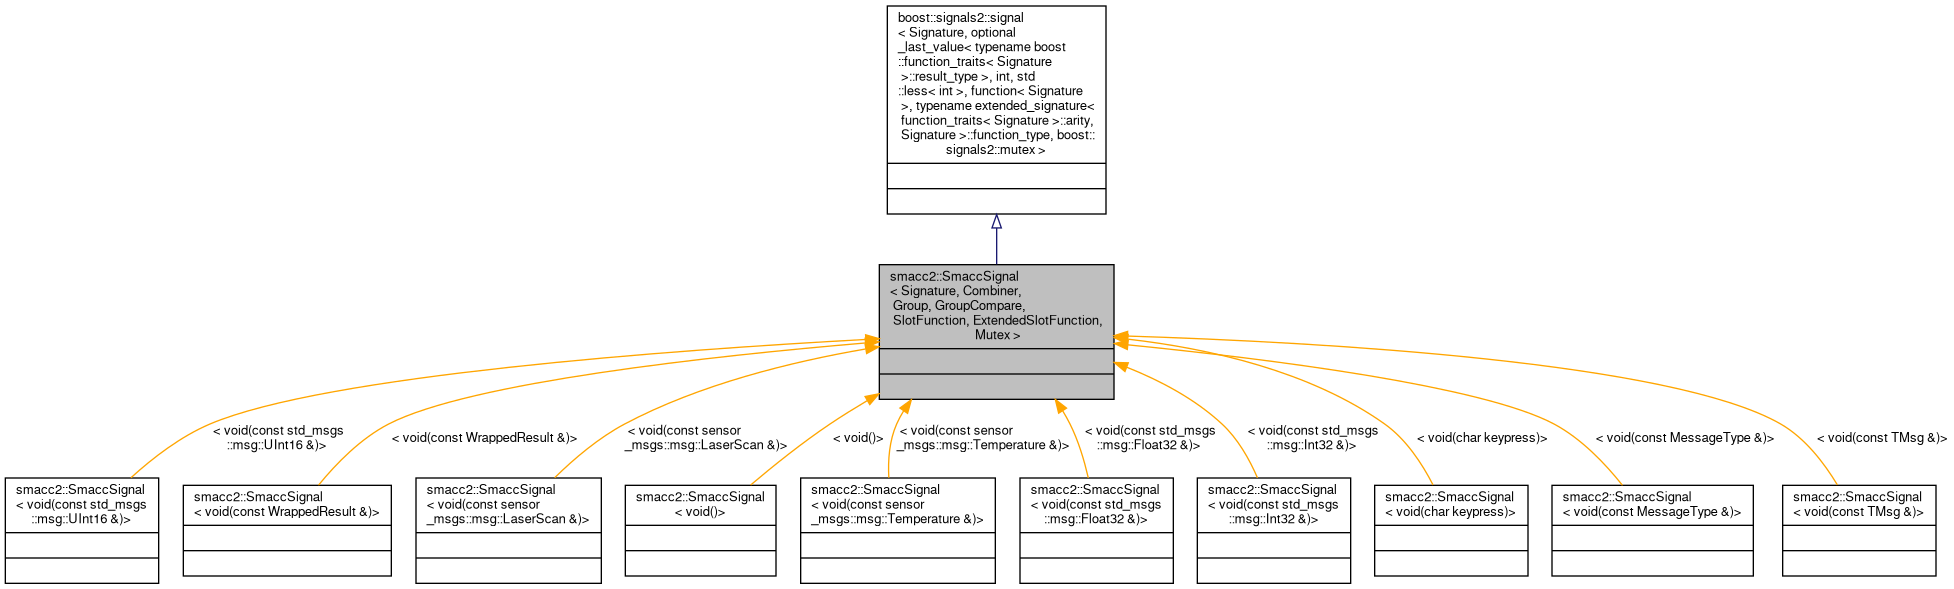 boost::signals2::signal
< Signature, optional
_last_value< typename boost
::function_traits< Signature
>::result_type >, int, std
::less< int >, function< Signature
>, typename extended_signature<
function_traits< Signature >::arity,
Signature >::function_type, boost::
signals2::mutex >
smacc2::SmaccSignal
< Signature, Combiner,
Group, GroupCompare,
SlotFunction, ExtendedSlotFunction,
Mutex >
< void(const std_msgs
::msg::UInt16 &)>
< void(const WrappedResult &)>
< void(const sensor
_msgs::msg::LaserScan &)>
< void()>
< void(const sensor
_msgs::msg::Temperature &)>
< void(const std_msgs
::msg::Float32 &)>
< void(const std_msgs
::msg::Int32 &)>
< void(char keypress)>
< void(const MessageType &)>
< void(const TMsg &)>
smacc2::SmaccSignal
< void(const std_msgs
::msg::UInt16 &)>
smacc2::SmaccSignal
< void(const WrappedResult &)>
smacc2::SmaccSignal
< void(const sensor
_msgs::msg::LaserScan &)>
smacc2::SmaccSignal
< void()>
smacc2::SmaccSignal
< void(const sensor
_msgs::msg::Temperature &)>
smacc2::SmaccSignal
< void(const std_msgs
::msg::Float32 &)>
smacc2::SmaccSignal
< void(const std_msgs
::msg::Int32 &)>
smacc2::SmaccSignal
< void(char keypress)>
smacc2::SmaccSignal
< void(const MessageType &)>
smacc2::SmaccSignal
< void(const TMsg &)>